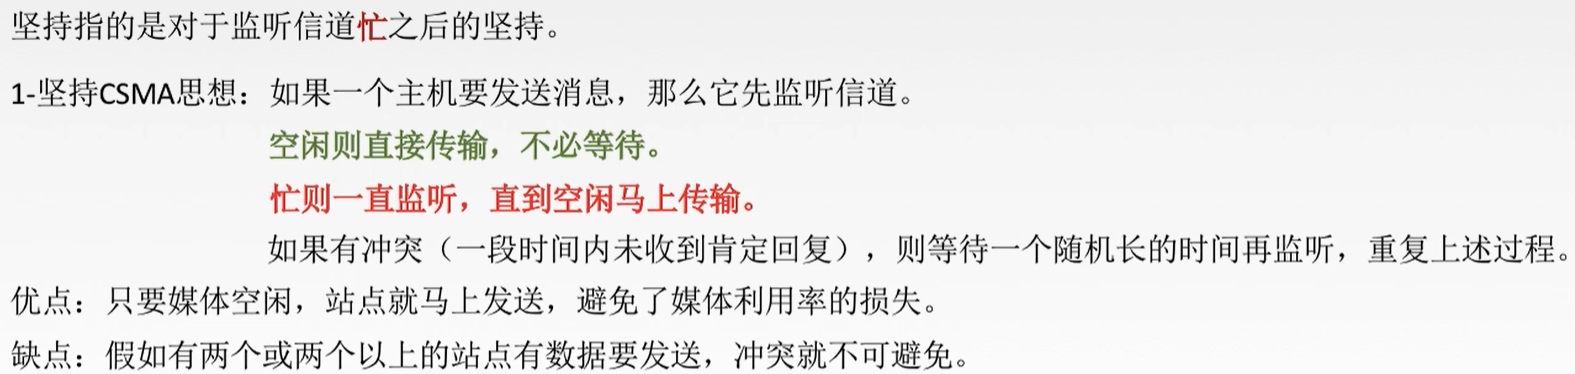 坚持指的是对于监听信道忙之后的坚持。
1-坚持CSMA思想：如果一个主机要发送消息，那么它先监听信道。
空闲则直接传输，不必等待。
忙则一直监听，直到空闲马上传输。
如果有冲突（一段时间内未收到肯定回复），则等待一个随机长的时间再监听，重复上述过程。
优点：只要媒体空闲，站点就马上发送，避免了媒体利用率的损失。
缺点：假如有两个或两个以上的站点有数据要发送，冲突就不可避免。